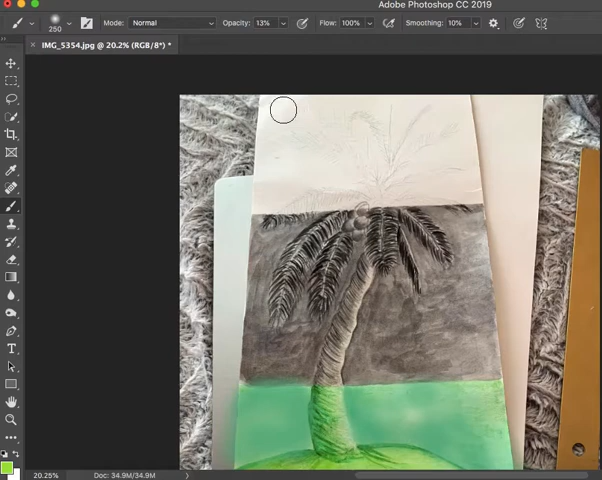 Adobe Photoshop CC 2019
250 Mode: Normal Opacity: 13% Flow: 100% Smoothing: 10%
× IMG_5354.jpg @ 20.2% (RGB/8*) *
T
20.25% Doc: 34.9M/34.9M